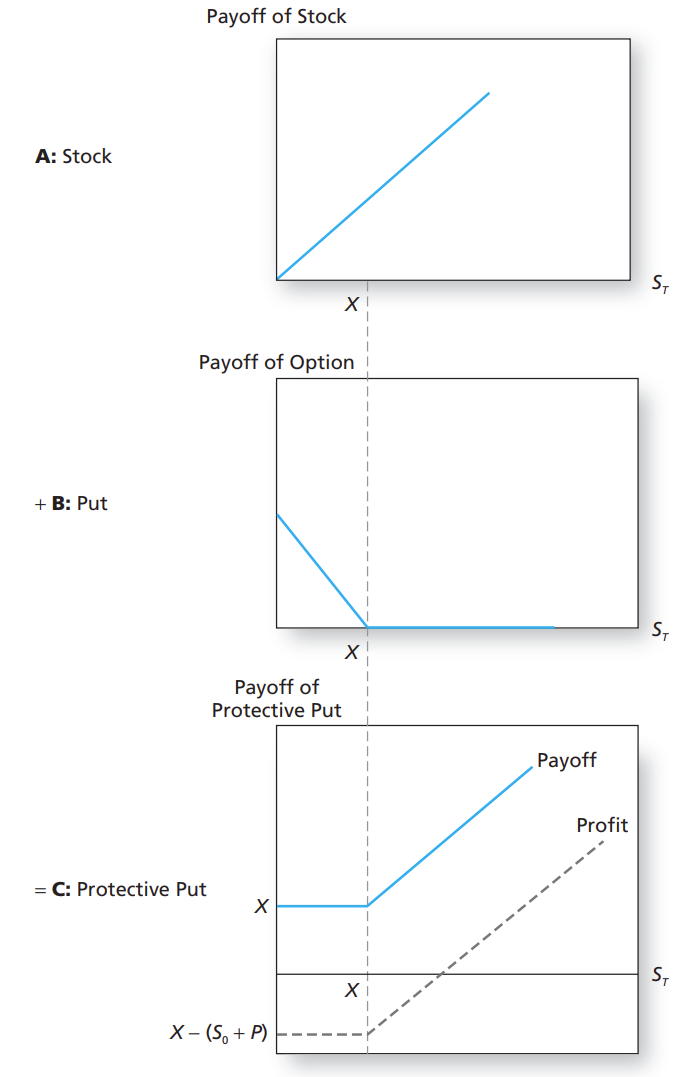 Payoff of Stock
A: Stock
S_T
X
Payoff of Option
+ B: Put
S_T
X
Payoff of
Protective Put
Payoff
Profit
= C: Protective Put
X
S_T
X
X – (S₀ + P)